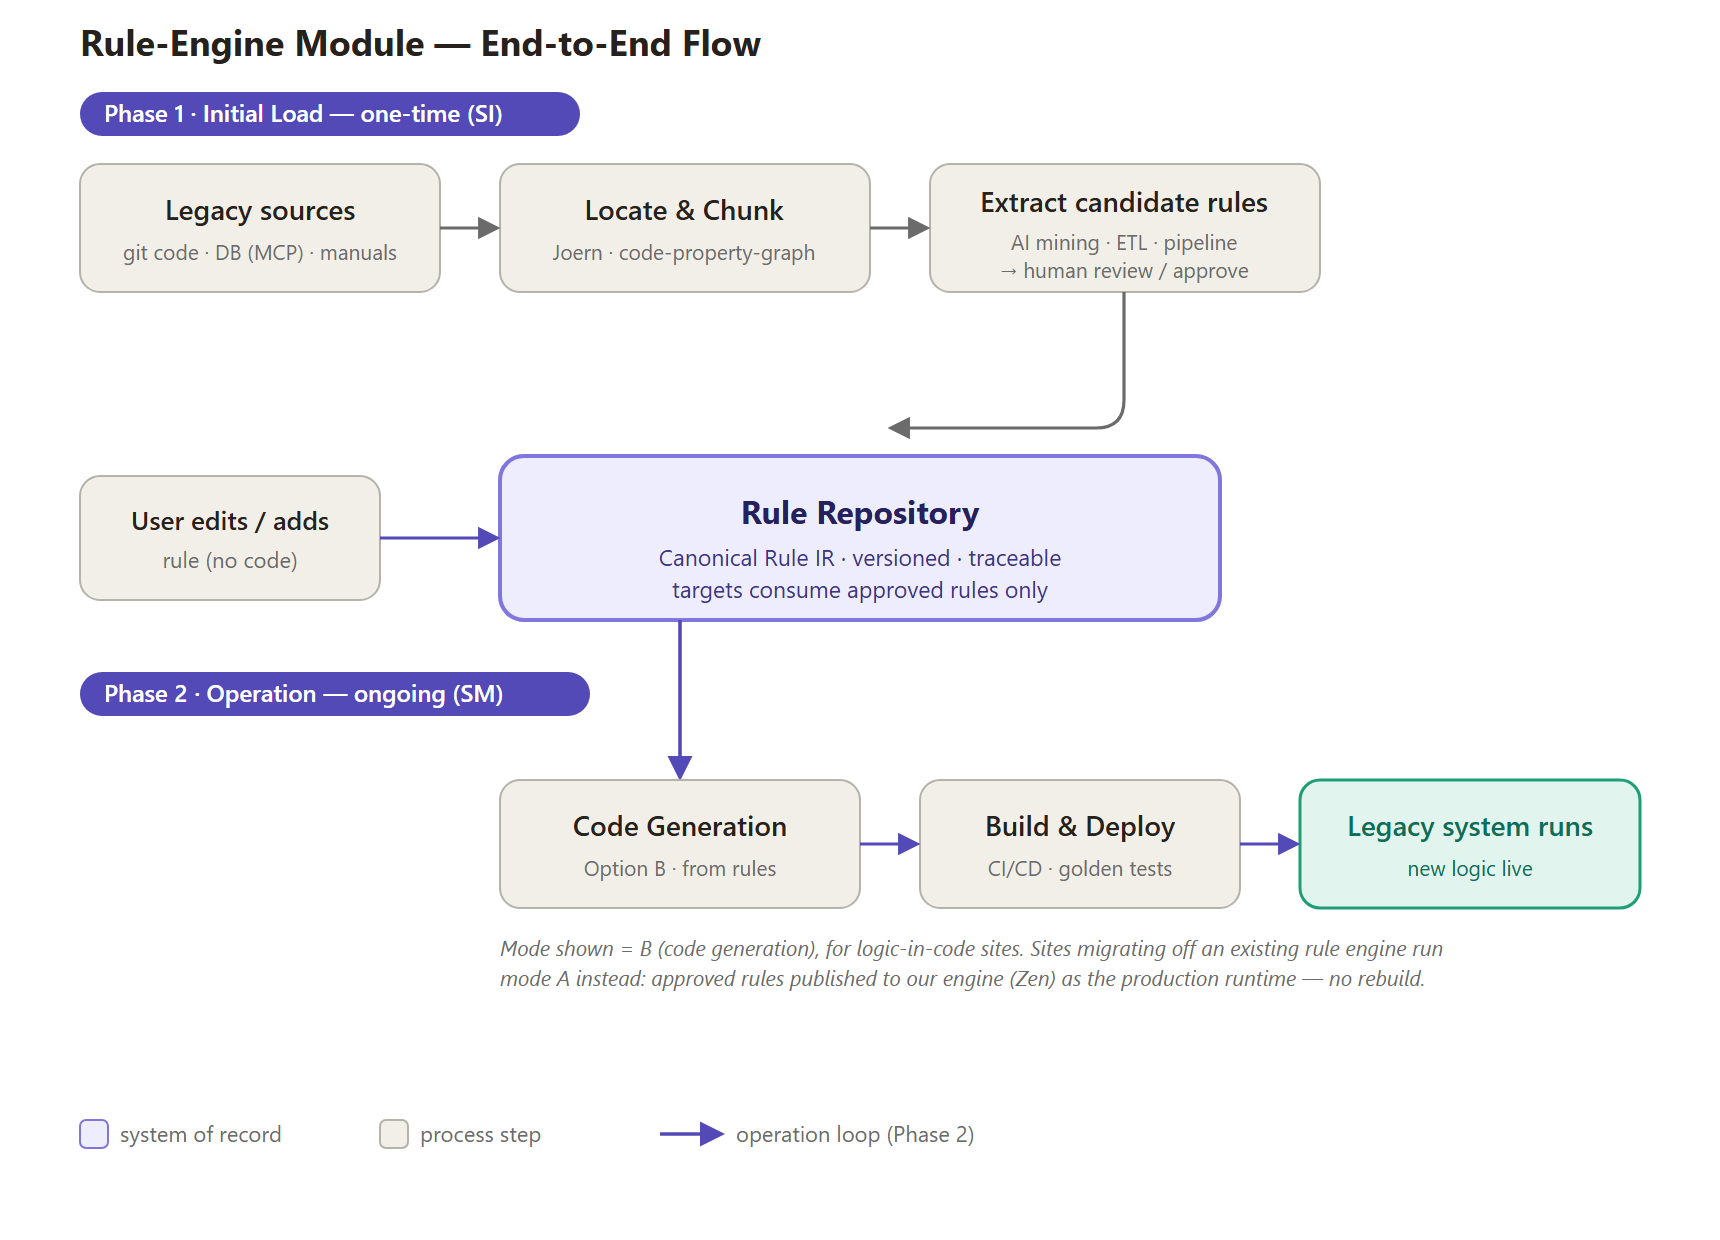 Rule-Engine Module — End-to-End Flow
Phase 1 · Initial Load — one-time (SI)
Legacy sources
git code · DB (MCP) · manuals
Locate & Chunk
Joern · code-property-graph
Extract candidate rules
AI mining · ETL · pipeline
→ human review / approve
User edits / adds
rule (no code)
Rule Repository
Canonical Rule IR · versioned · traceable
targets consume approved rules only
Phase 2 · Operation — ongoing (SM)
Code Generation
Option B · from rules
Build & Deploy
CI/CD · golden tests
Legacy system runs
new logic live
Mode shown = B (code generation), for logic-in-code sites. Sites migrating off an existing rule engine run
mode A instead: approved rules published to our engine (Zen) as the production runtime — no rebuild.
system of record
process step
operation loop (Phase 2)